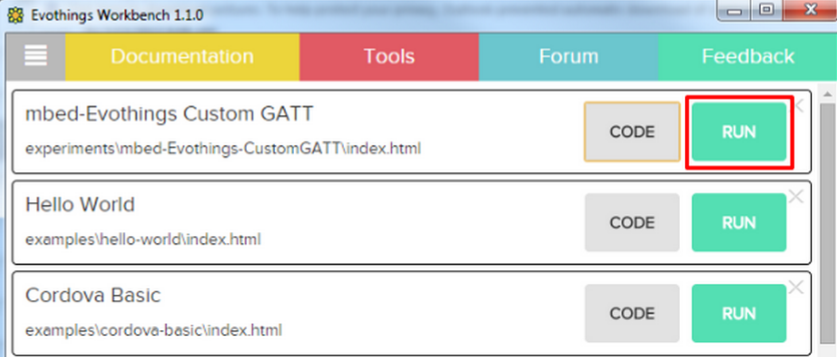 Evothings Workbench 1.1.0
Documentation Tools Forum Feedback
mbed-Evothings Custom GATT
experiments\mbed-Evothings-CustomGATT\index.html
CODE RUN
Hello World
examples\hello-world\index.html
CODE RUN
Cordova Basic
examples\cordova-basic\index.html
CODE RUN